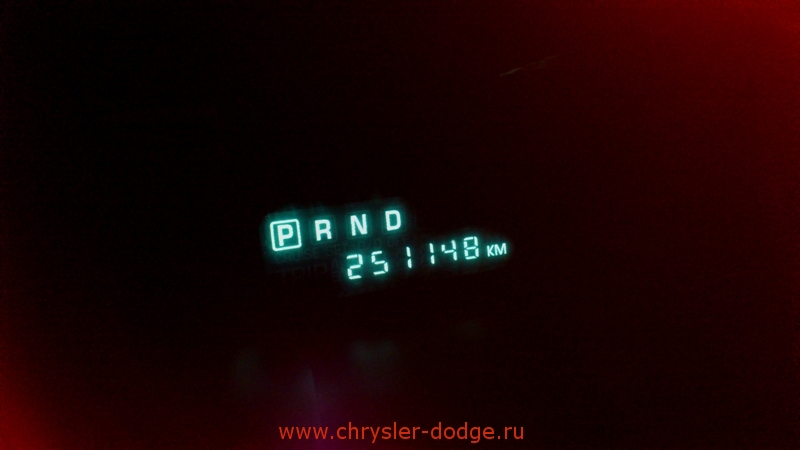 P R N D
251148 KM
www.chrysler-dodge.ru